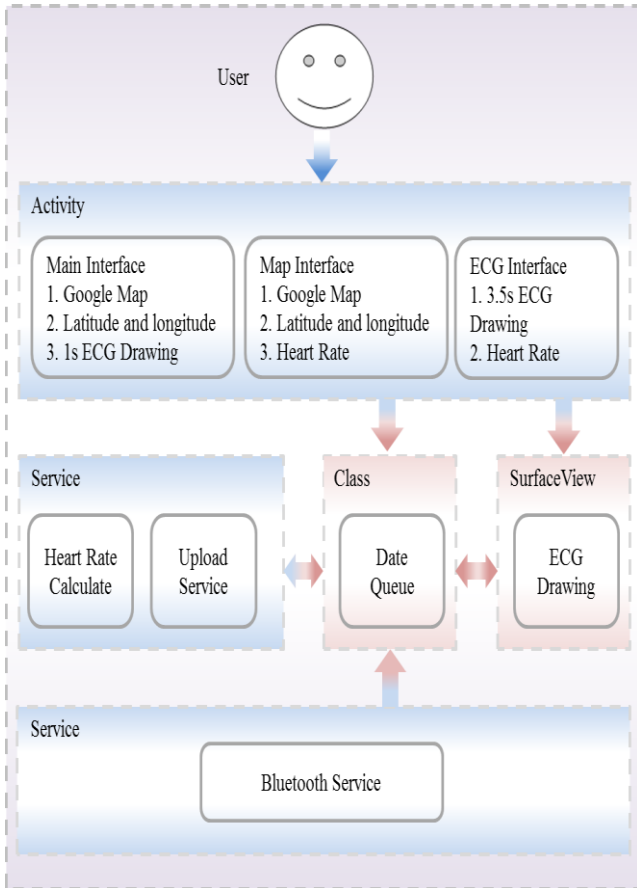 User
Activity
Main Interface
1. Google Map
2. Latitude and longitude
3. 1s ECG Drawing
Map Interface
1. Google Map
2. Latitude and longitude
3. Heart Rate
ECG Interface
1. 3.5s ECG
Drawing
2. Heart Rate
Service
Heart Rate
Calculate
Upload
Service
Class
Date
Queue
SurfaceView
ECG
Drawing
Service
Bluetooth Service